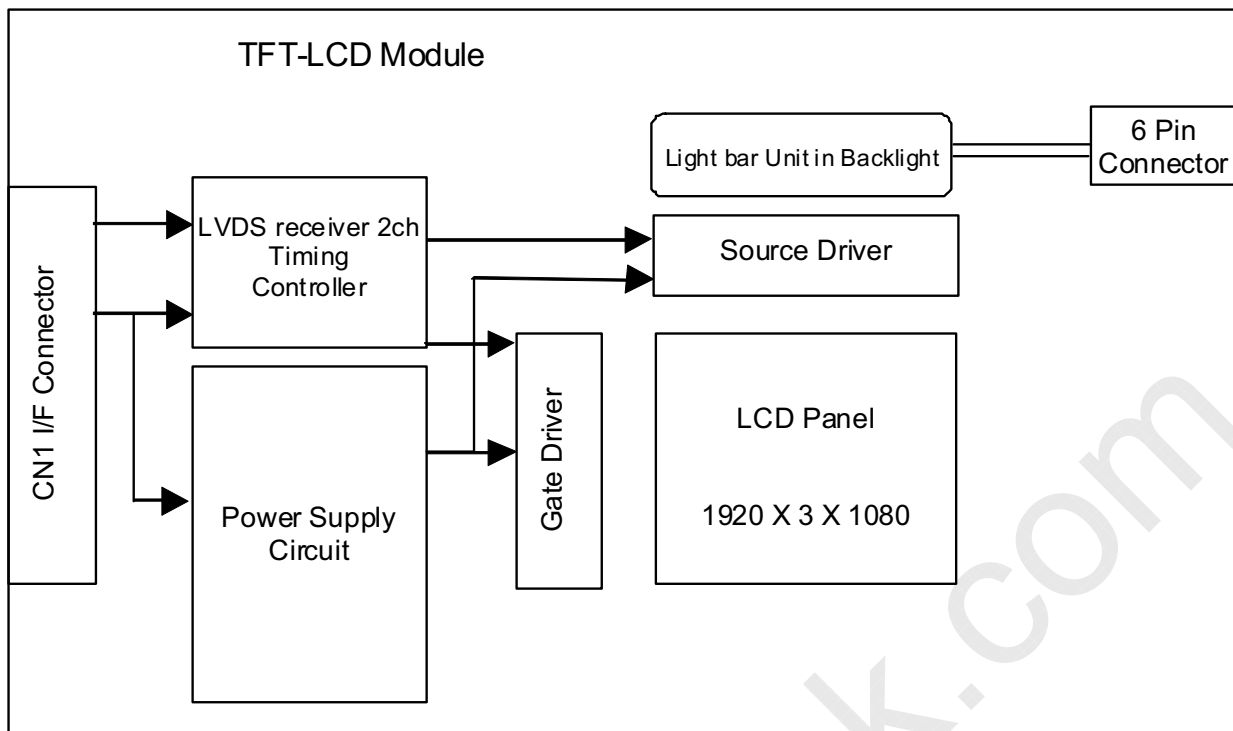 TFT-LCD Module
Light bar Unit in Backlight
6 Pin
Connector
CN1 I/F Connector
LVDS receiver 2ch
Timing
Controller
Source Driver
Power Supply
Circuit
Gate Driver
LCD Panel
1920 X 3 X 1080
k.com